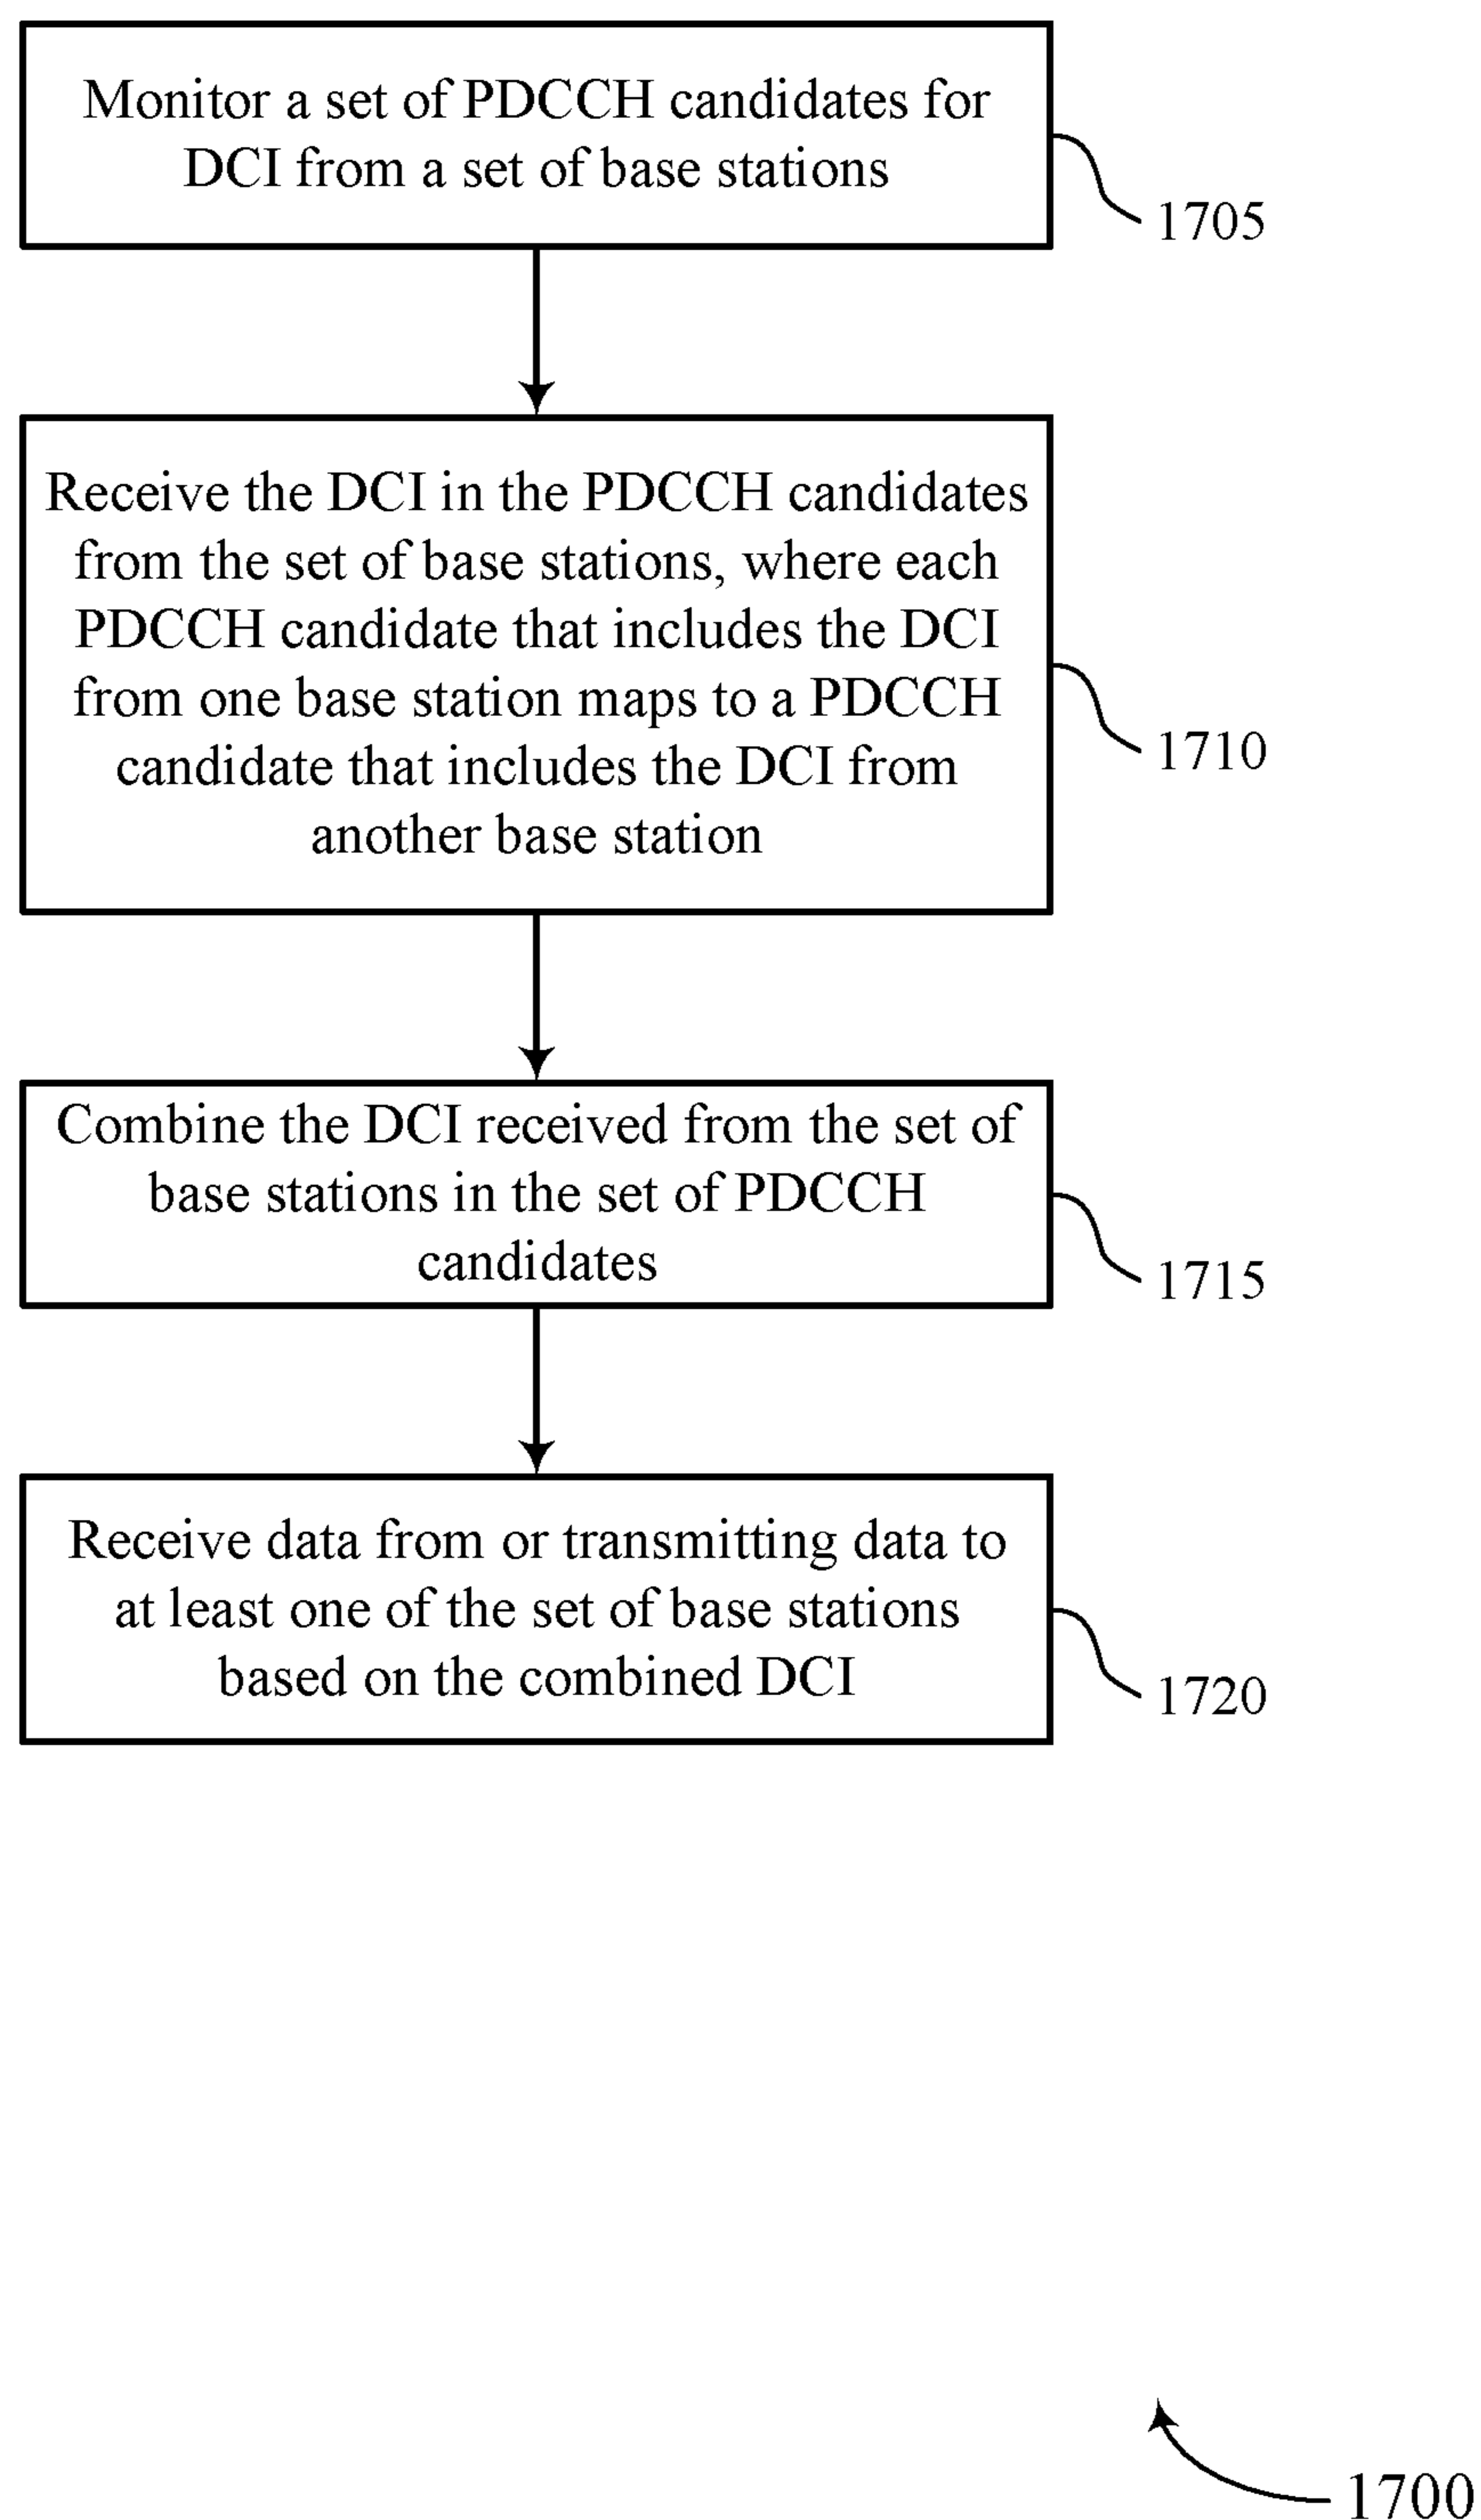 Monitor a set of PDCCH candidates for
DCI from a set of base stations
1705
Receive the DCI in the PDCCH candidates
from the set of base stations, where each
PDCCH candidate that includes the DCI
from one base station maps to a PDCCH
candidate that includes the DCI from
another base station
1710
Combine the DCI received from the set of
base stations in the set of PDCCH
candidates
1715
Receive data from or transmitting data to
at least one of the set of base stations
based on the combined DCI
1720
1700